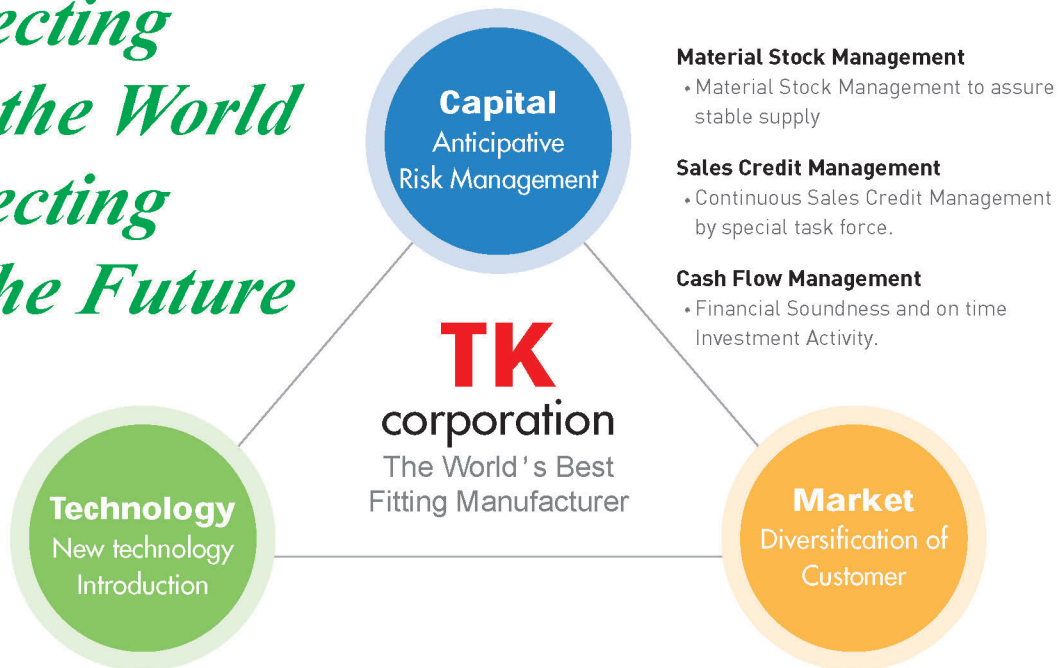 ecting
the World
ecting
he Future
Capital
Anticipative
Risk Management
Material Stock Management
• Material Stock Management to assure
stable supply
Sales Credit Management
• Continuous Sales Credit Management
by special task force.
Cash Flow Management
• Financial Soundness and on time
Investment Activity.
TK
corporation
The World's Best
Fitting Manufacturer
Technology
New technology
Introduction
Market
Diversification of
Customer